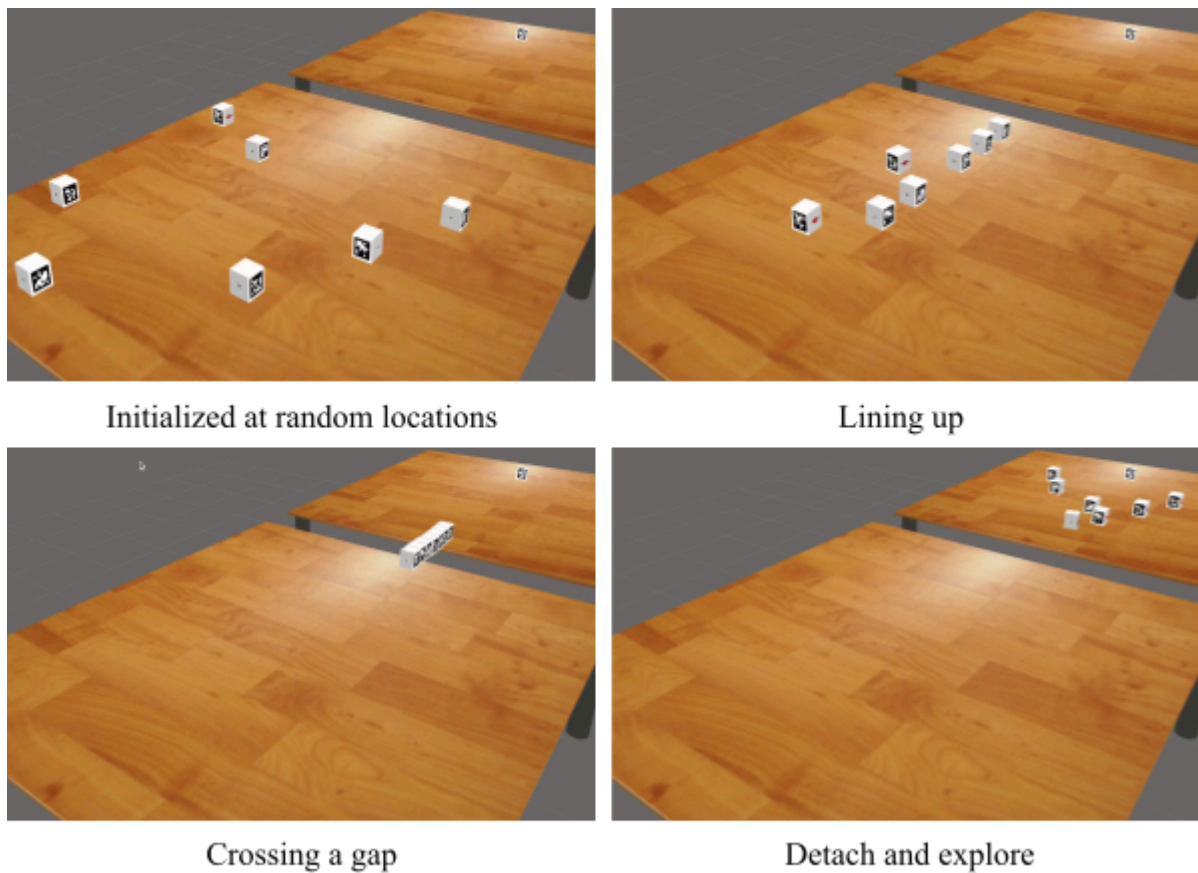 Initialized at random locations
Lining up
Crossing a gap
Detach and explore